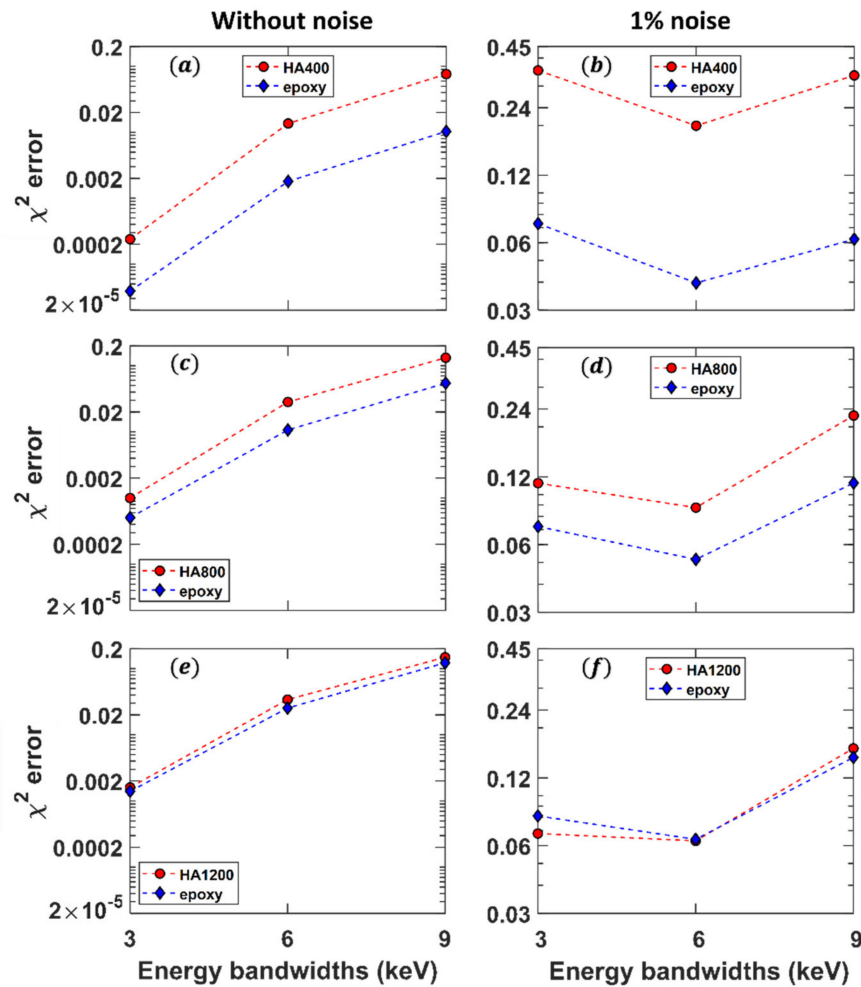 Without noise
1% noise
(a)
HA400
epoxy
0.2
0.02
0.002
0.0002
2×10⁻⁵
χ² error
(b)
HA400
epoxy
0.45
0.24
0.12
0.06
0.03
(c)
HA800
epoxy
0.2
0.02
0.002
0.0002
2×10⁻⁵
χ² error
(d)
HA800
epoxy
0.45
0.24
0.12
0.06
0.03
(e)
HA1200
epoxy
0.2
0.02
0.002
0.0002
2×10⁻⁵
χ² error
3 6 9
Energy bandwidths (keV)
(f)
HA1200
epoxy
0.45
0.24
0.12
0.06
0.03
3 6 9
Energy bandwidths (keV)